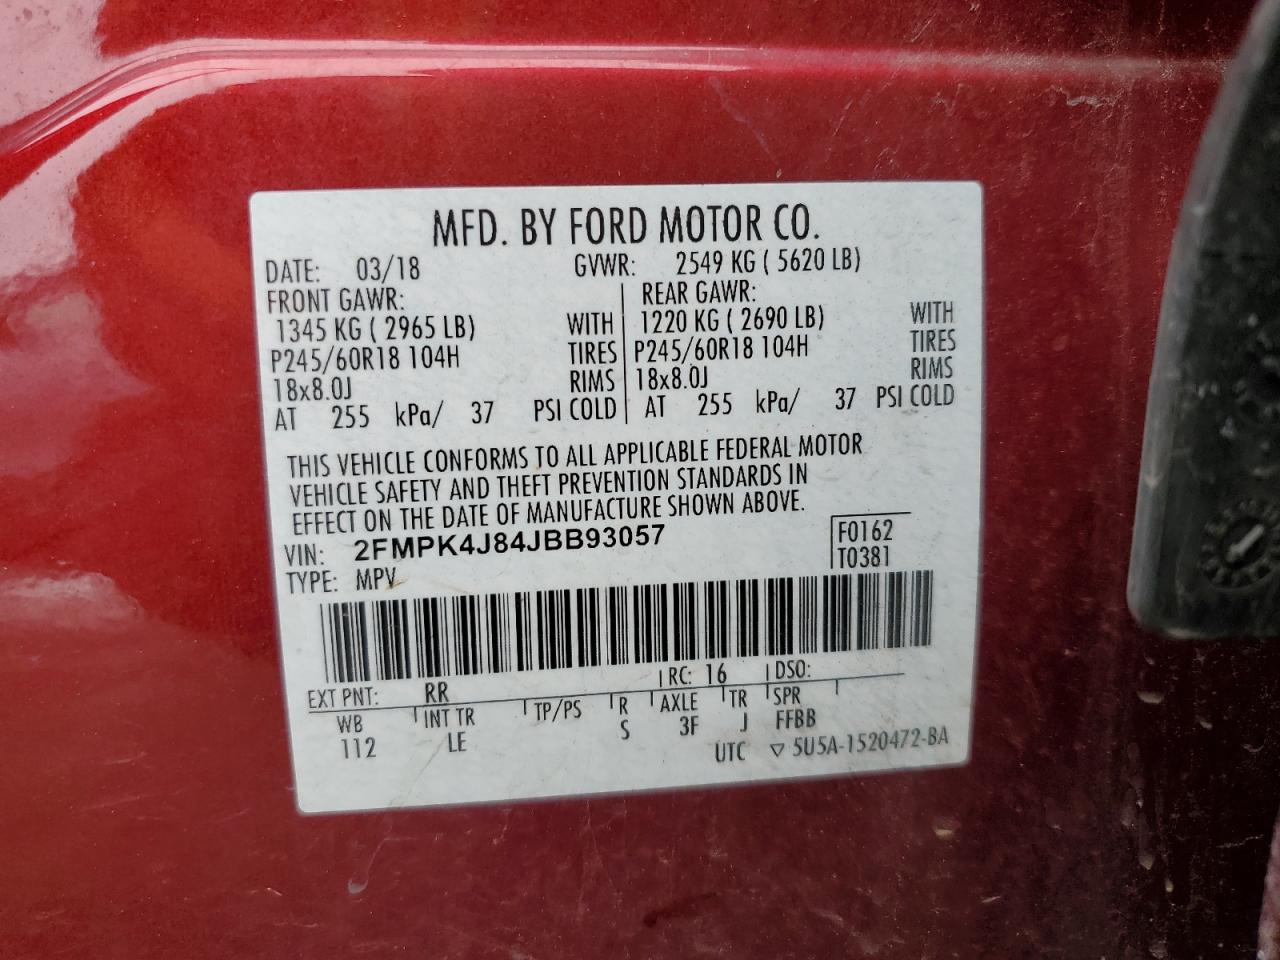 MFD. BY FORD MOTOR CO.
DATE: 03/18 GVWR: 2549 KG ( 5620 LB)
FRONT GAWR: REAR GAWR:
1345 KG ( 2965 LB) WITH 1220 KG ( 2690 LB) WITH
P245/60R18 104H TIRES P245/60R18 104H TIRES
18x8.0J RIMS 18x8.0J RIMS
AT 255 kPa/ 37 PSI COLD AT 255 kPa/ 37 PSI COLD
THIS VEHICLE CONFORMS TO ALL APPLICABLE FEDERAL MOTOR
VEHICLE SAFETY AND THEFT PREVENTION STANDARDS IN
EFFECT ON THE DATE OF MANUFACTURE SHOWN ABOVE.
VIN: 2FMPK4J84JBB93057 F0162
TYPE: MPV T0381
EXT PNT: RR RC: 16 DSO:
WB INT TR TP/PS R AXLE TR SPR
112 LE S 3F J FFBB
UTC ▽ 5U5A-1520472-BA